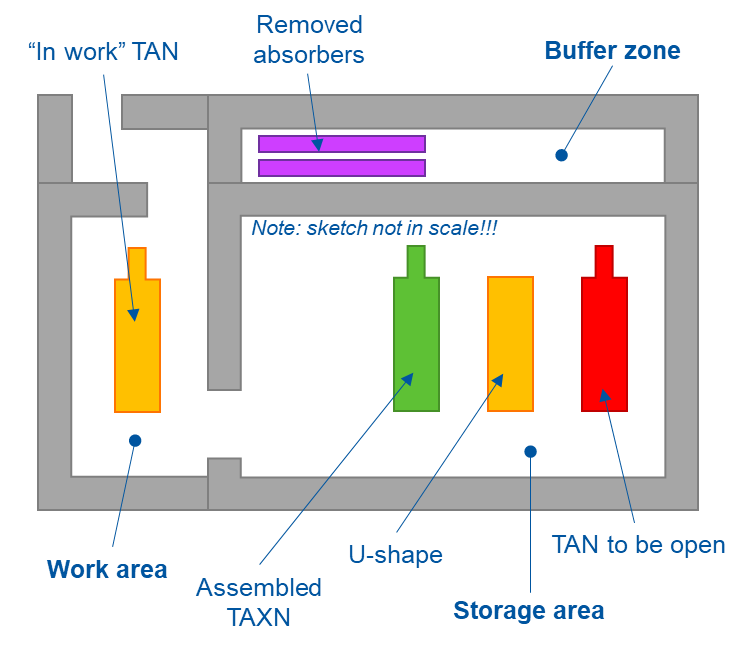 Removed
absorbers
“In work” TAN
Buffer zone
Note: sketch not in scale!!!
U-shape
TAN to be open
Work area
Assembled
TAXN
Storage area